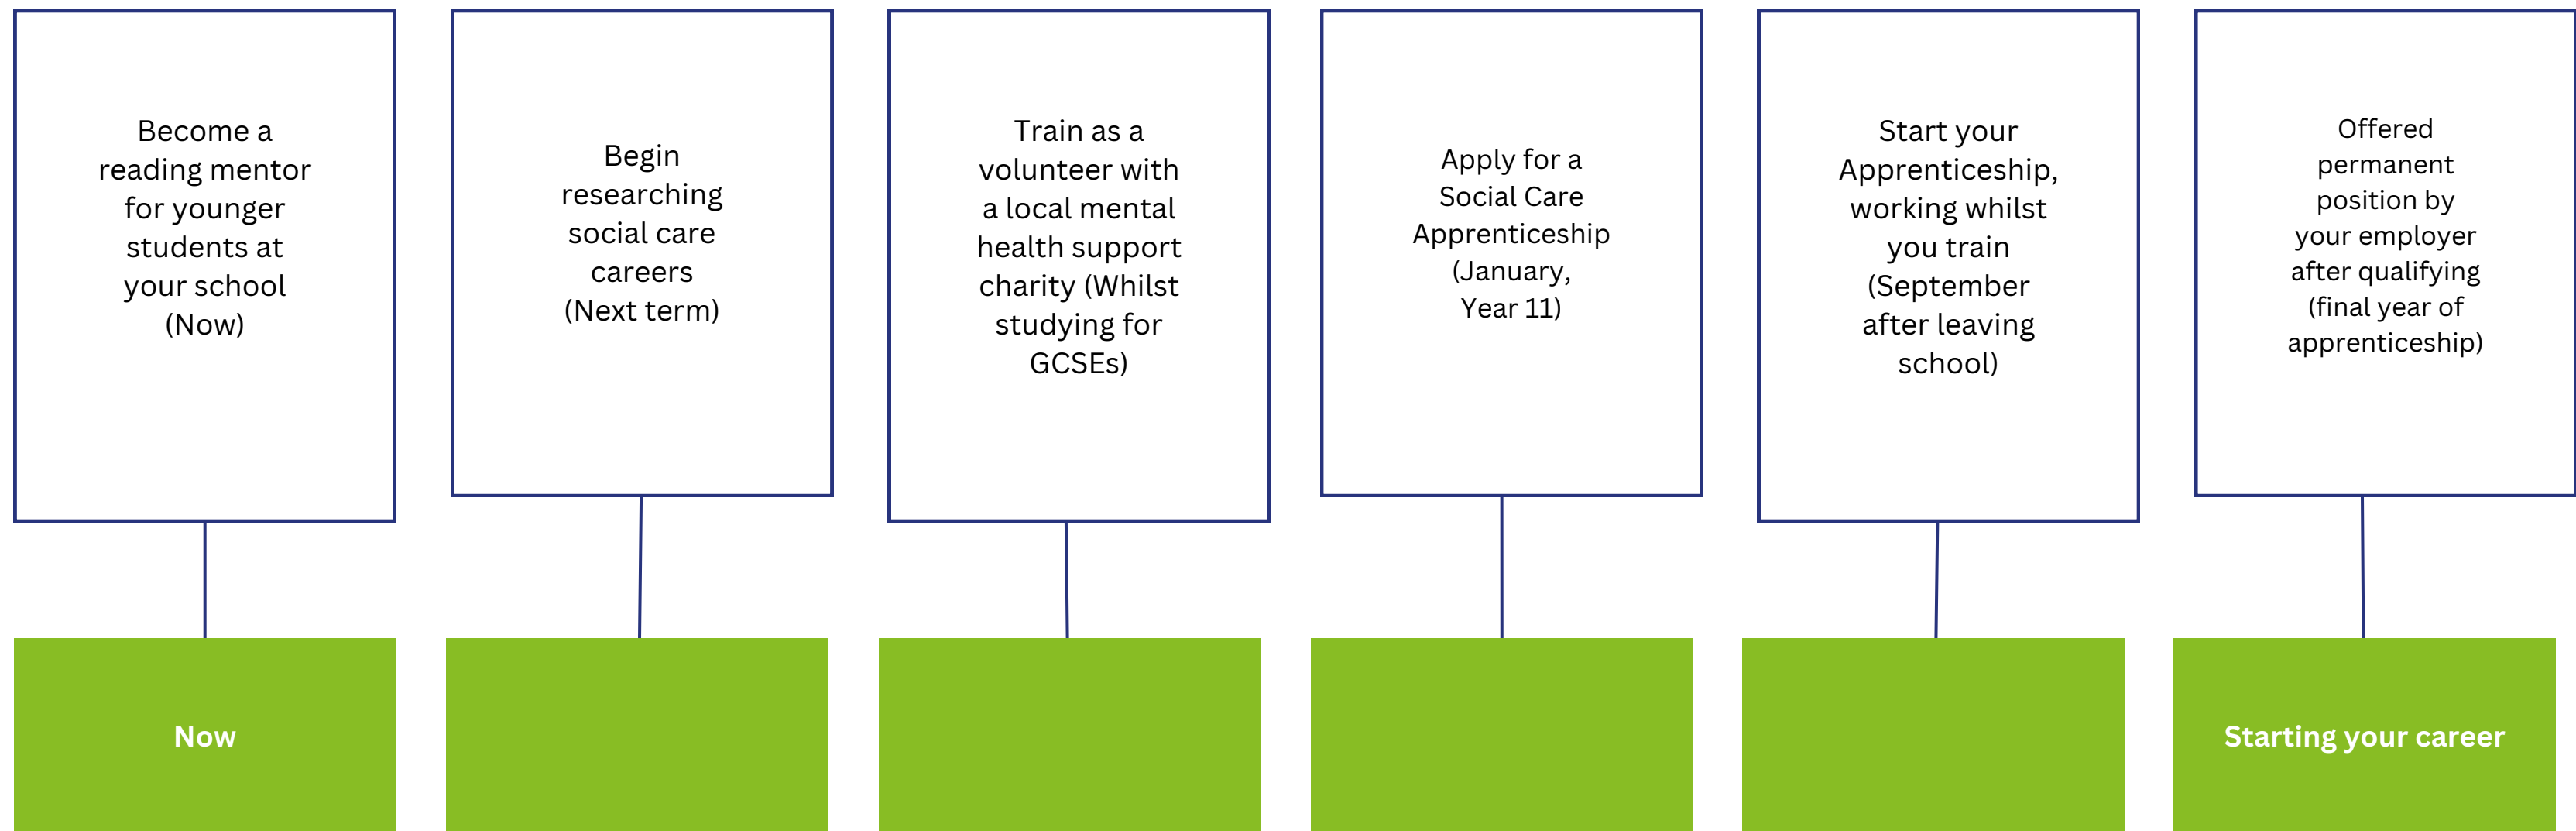 Become a
reading mentor
for younger
students at
your school
(Now)
Begin
researching
social care
careers
(Next term)
Train as a
volunteer with
a local mental
health support
charity (Whilst
studying for
GCSEs)
Apply for a
Social Care
Apprenticeship
(January,
Year 11)
Start your
Apprenticeship,
working whilst
you train
(September
after leaving
school)
Offered
permanent
position by
your employer
after qualifying
(final year of
apprenticeship)
Now
Starting your career